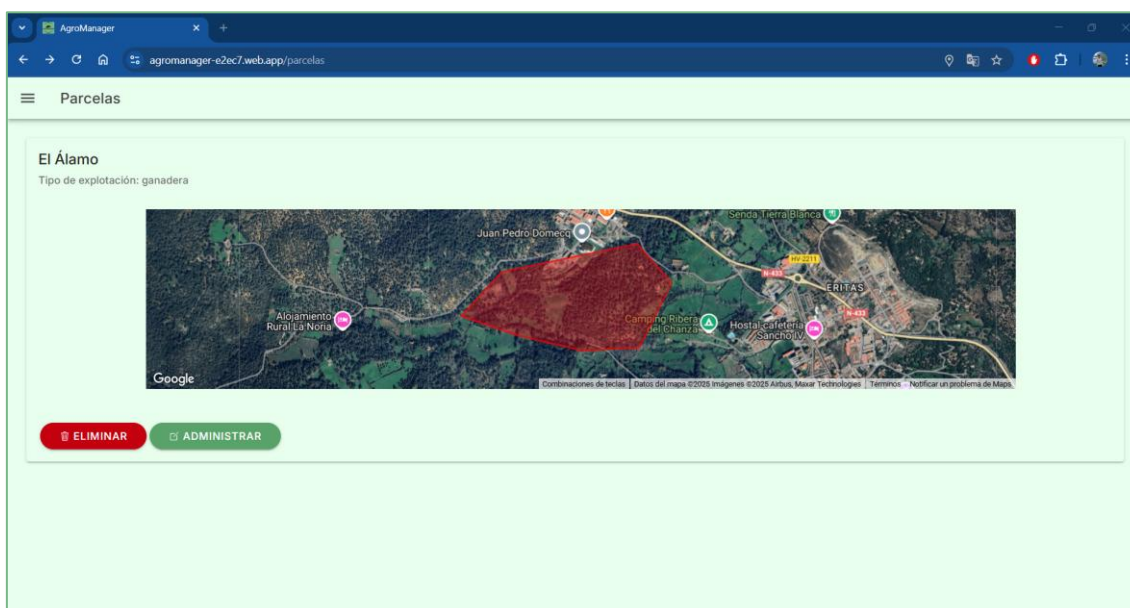 AgroManager
agromanager-e2ec7.web.app/parcelas
Parcelas
El Álamo
Tipo de explotación: ganadera
Senda Tierra Blanca
Juan Pedro Domecq
HV-2211
N-433
ERITAS
Alojamiento
Rural La Noria
Camping Ribera
del Chanza
N-433
Hostal cafetería
Sancho IV
Google
Combinaciones de teclas
Datos del mapa ©2025 Imágenes ©2025 Airbus, Maxar Technologies
Términos
Notificar un problema de Maps
ELIMINAR
ADMINISTRAR